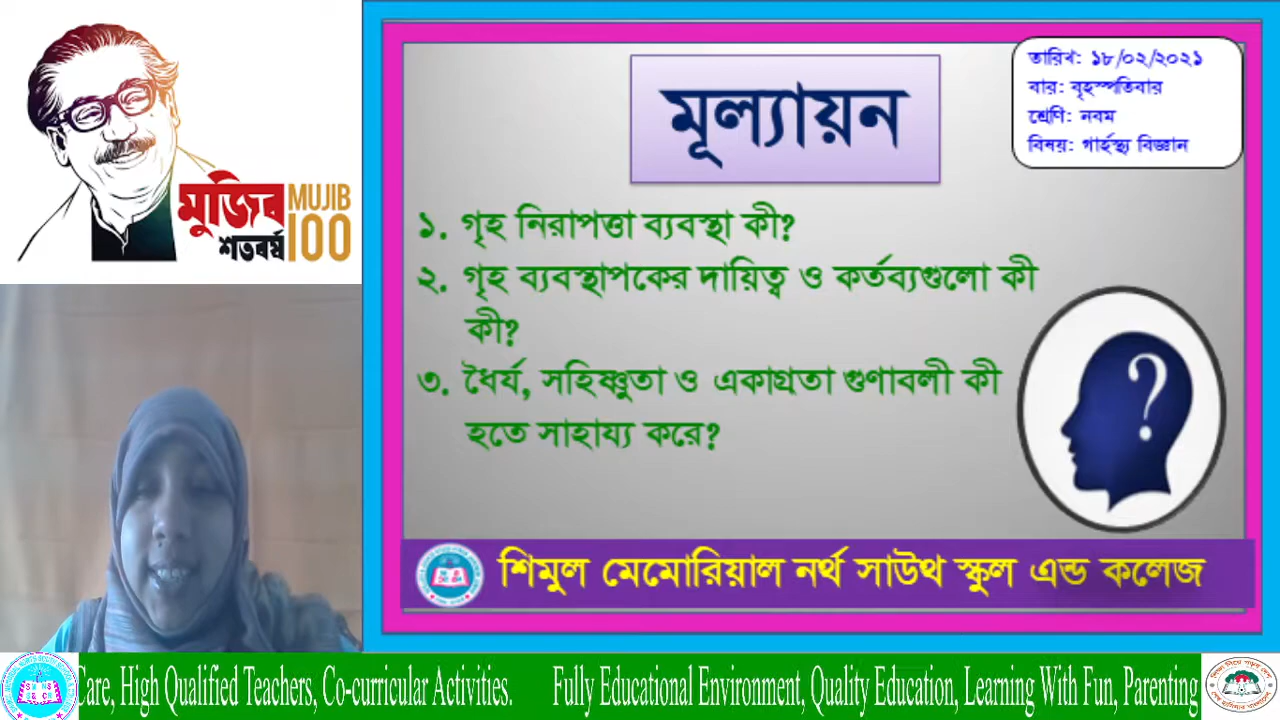 মুজিব
শতবর্ষ
MUJIB
100
মূল্যায়ন
তারিখ: ১৮/০২/২০২১
বার: বৃহস্পতিবার
শ্রেণি: নবম
বিষয়: গার্হস্থ্য বিজ্ঞান
১. গৃহ নিরাপত্তা ব্যবস্থা কী?
২. গৃহ ব্যবস্থাপকের দায়িত্ব ও কর্তব্যগুলো কী
কী?
৩. ধৈর্য, সহিষ্ণুতা ও একাগ্রতা গুণাবলী কী
হতে সাহায্য করে?
শিমুল মেমোরিয়াল নর্থ সাউথ স্কুল এন্ড কলেজ
Care, High Qualified Teachers, Co-curricular Activities. Fully Educational Environment, Quality Education, Learning With Fun, Parenting